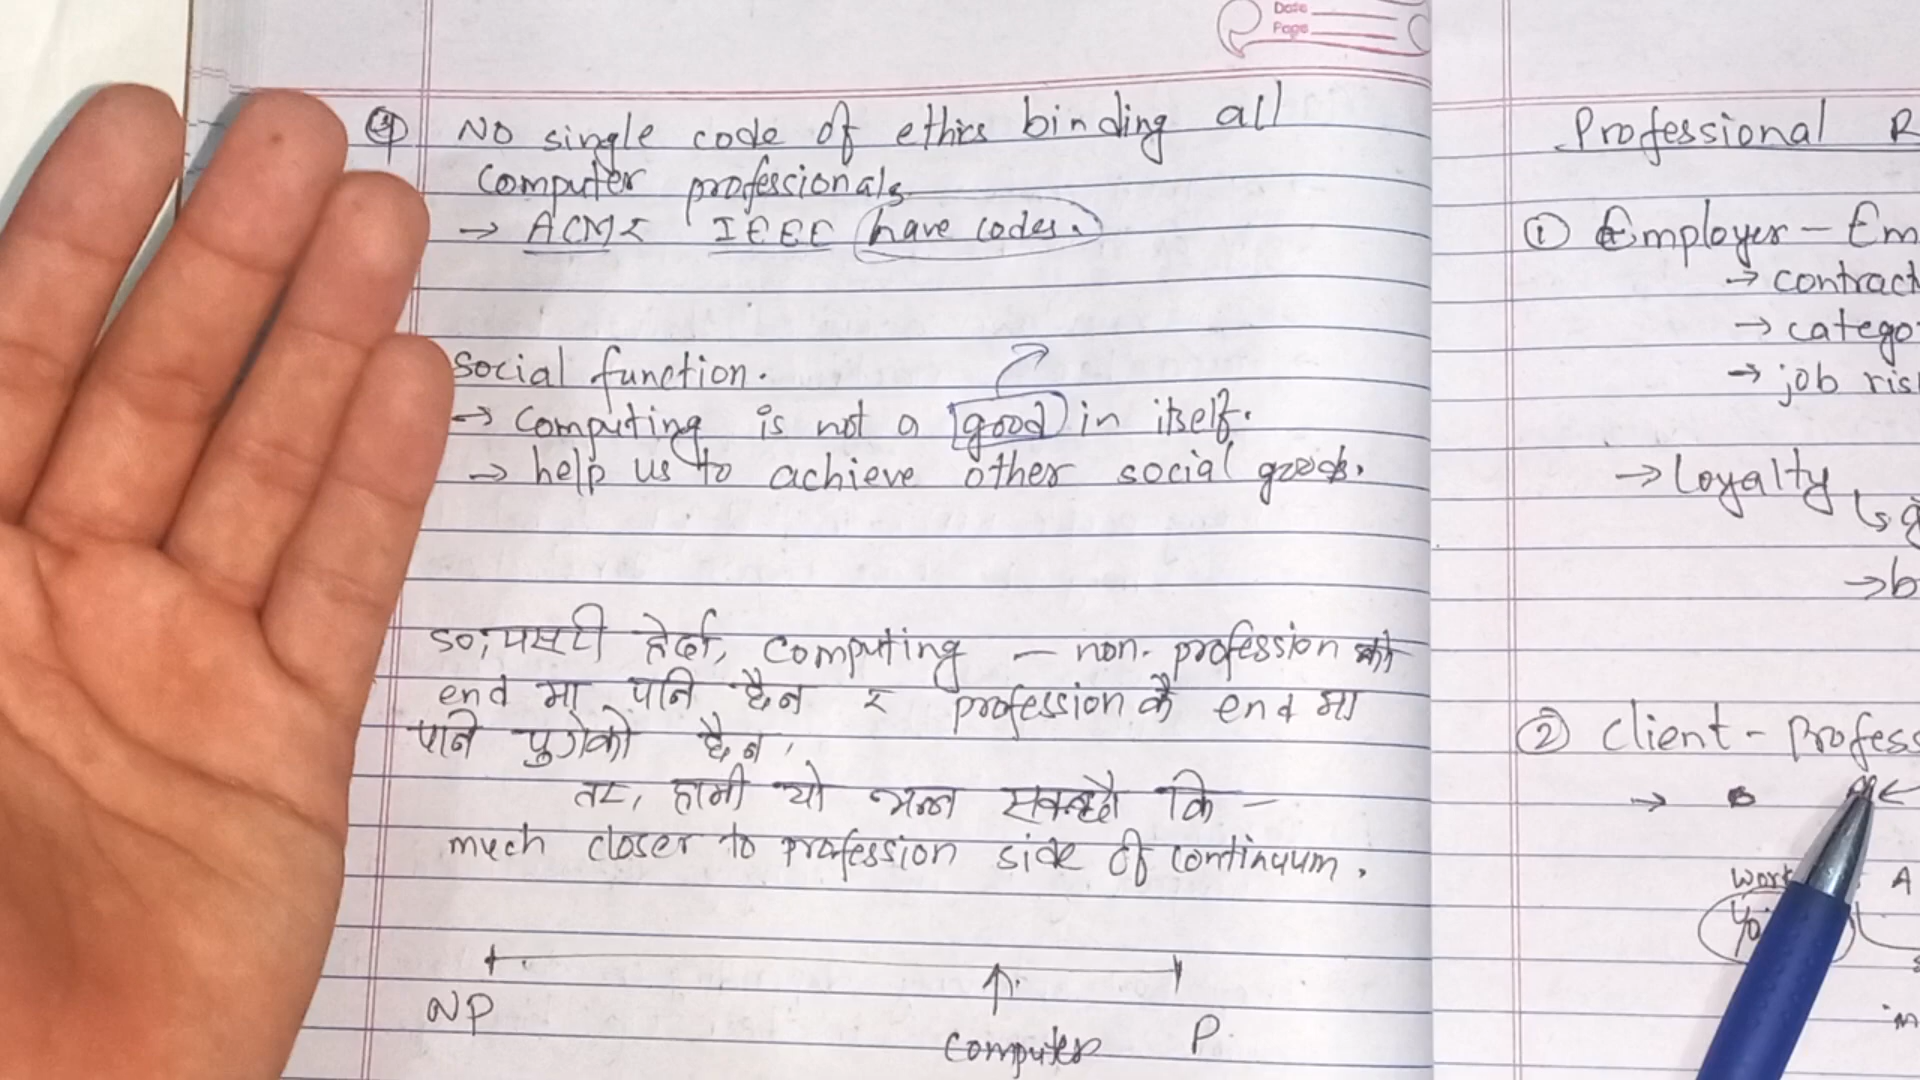 Date
Page
④ No single code of ethics binding all
computer professionals.
→ ACM र IEEE have codes.
social function.
→ computing is not a good in itself.
→ help us to achieve other social goods.
so, यसरी हेर्दा, computing – non-profession को
end मा पनि छैन र profession कै end मा
पनि पुगेको छैन,
तर, हामी यो भन्न सक्छौ कि –
much closer to profession side of continuum.
NP
computer
P.
Professional R
① Employer – Em
→ contract
→ catego
→ job ris
→ Loyalty
→ b
② Client – Profess
→
work
A